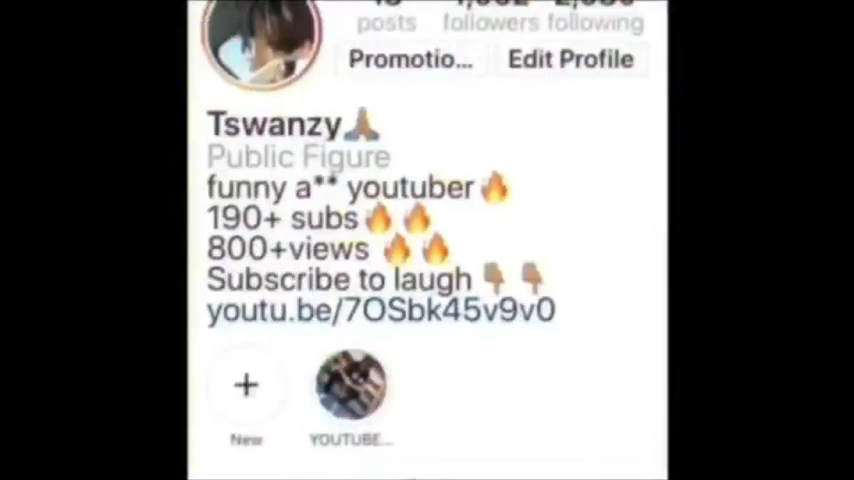 posts followers following
Promotio... Edit Profile
Tswanzy🙏🏽
Public Figure
funny a** youtuber🔥
190+ subs🔥🔥
800+views 🔥🔥
Subscribe to laugh👇🏽👇🏽
youtu.be/7OSbk45v9v0
New YOUTUBE...